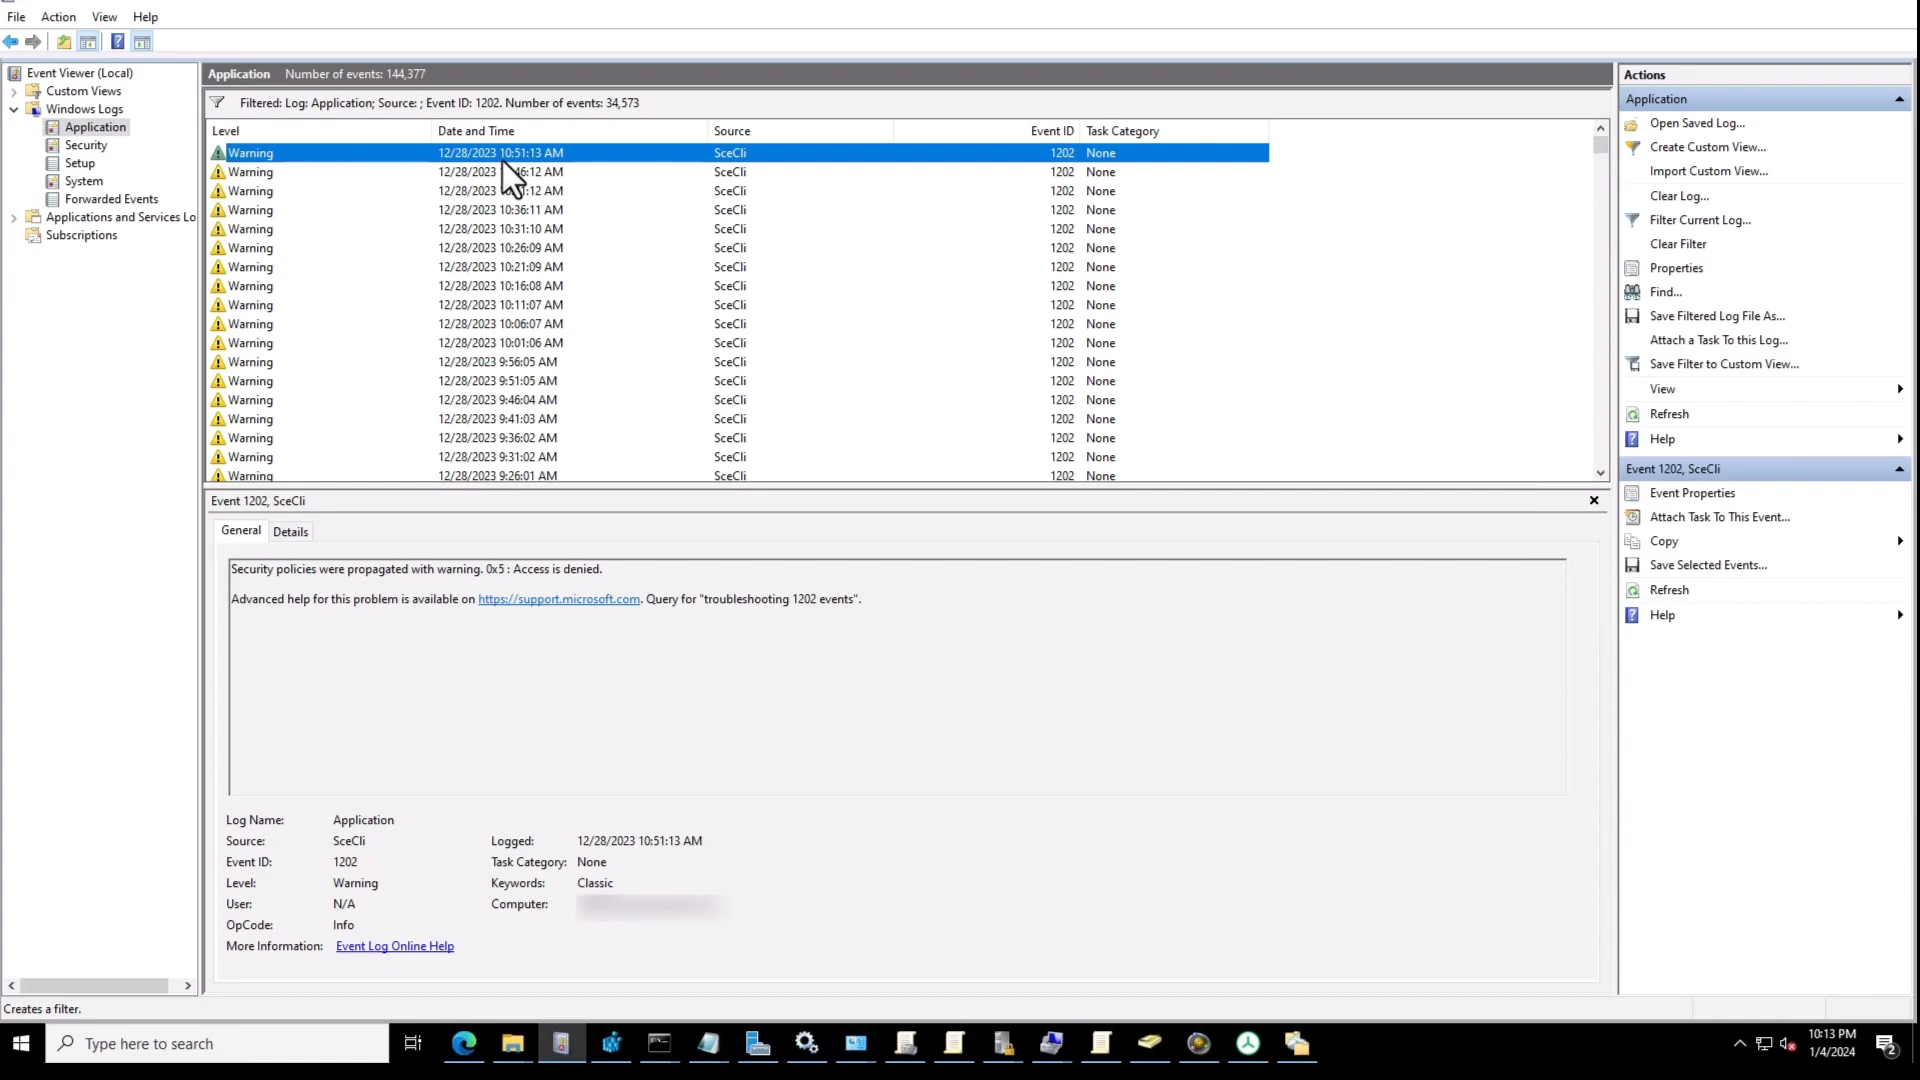 File Action View Help
Event Viewer (Local)
Custom Views
Windows Logs
Application
Security
Setup
System
Forwarded Events
Applications and Services Lo
Subscriptions
Application Number of events: 144,377
Filtered: Log: Application; Source: ; Event ID: 1202. Number of events: 34,573
Level Date and Time Source Event ID Task Category
Warning 12/28/2023 10:51:13 AM SceCli 1202 None
Warning :12 AM SceCli 1202 None
Warning 12/28/2023 :12 AM SceCli 1202 None
Warning 12/28/2023 10:36:11 AM SceCli 1202 None
Warning 12/28/2023 10:31:10 AM SceCli 1202 None
Warning 12/28/2023 10:26:09 AM SceCli 1202 None
Warning 12/28/2023 10:21:09 AM SceCli 1202 None
Warning 12/28/2023 10:16:08 AM SceCli 1202 None
Warning 12/28/2023 10:11:07 AM SceCli 1202 None
Warning 12/28/2023 10:06:07 AM SceCli 1202 None
Warning 12/28/2023 10:01:06 AM SceCli 1202 None
Warning 12/28/2023 9:56:05 AM SceCli 1202 None
Warning 12/28/2023 9:51:05 AM SceCli 1202 None
Warning 12/28/2023 9:46:04 AM SceCli 1202 None
Warning 12/28/2023 9:41:03 AM SceCli 1202 None
Warning 12/28/2023 9:36:02 AM SceCli 1202 None
Warning 12/28/2023 9:31:02 AM SceCli 1202 None
Warning 12/28/2023 9:26:01 AM SceCli 1202 None
Event 1202, SceCli
General Details
Security policies were propagated with warning. 0x5 : Access is denied.
Advanced help for this problem is available on https://support.microsoft.com. Query for "troubleshooting 1202 events".
Log Name: Application
Source: SceCli Logged: 12/28/2023 10:51:13 AM
Event ID: 1202 Task Category: None
Level: Warning Keywords: Classic
User: N/A Computer:
OpCode: Info
More Information: Event Log Online Help
Actions
Application
Open Saved Log...
Create Custom View...
Import Custom View...
Clear Log...
Filter Current Log...
Clear Filter
Properties
Find...
Save Filtered Log File As...
Attach a Task To this Log...
Save Filter to Custom View...
View
Refresh
Help
Event 1202, SceCli
Event Properties
Attach Task To This Event...
Copy
Save Selected Events...
Refresh
Help
Creates a filter.
Type here to search
10:13 PM
1/4/2024
2